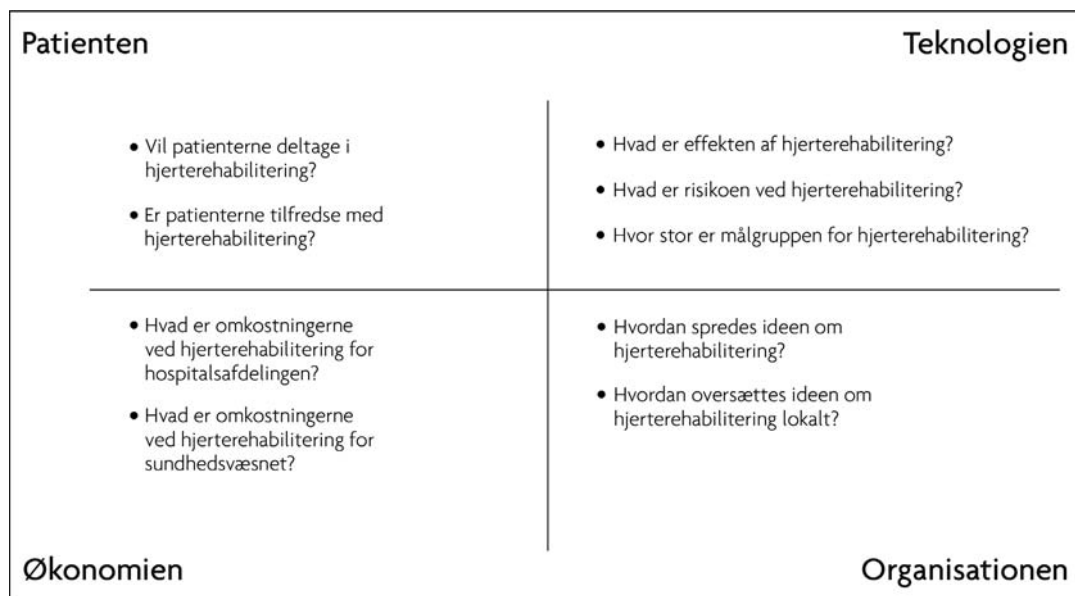 Patienten
Teknologien
• Vil patienterne deltage i
hjerterehabilitering?
• Er patienterne tilfredse med
hjerterehabilitering?
• Hvad er effekten af hjerterehabilitering?
• Hvad er risikoen ved hjerterehabilitering?
• Hvor stor er målgruppen for hjerterehabilitering?
• Hvad er omkostningerne
ved hjerterehabilitering for
hospitalsafdelingen?
• Hvad er omkostningerne
ved hjerterehabilitering for
sundhedsvæsnet?
• Hvordan spredes ideen om
hjerterehabilitering?
• Hvordan oversættes ideen om
hjerterehabilitering lokalt?
Økonomien
Organisationen